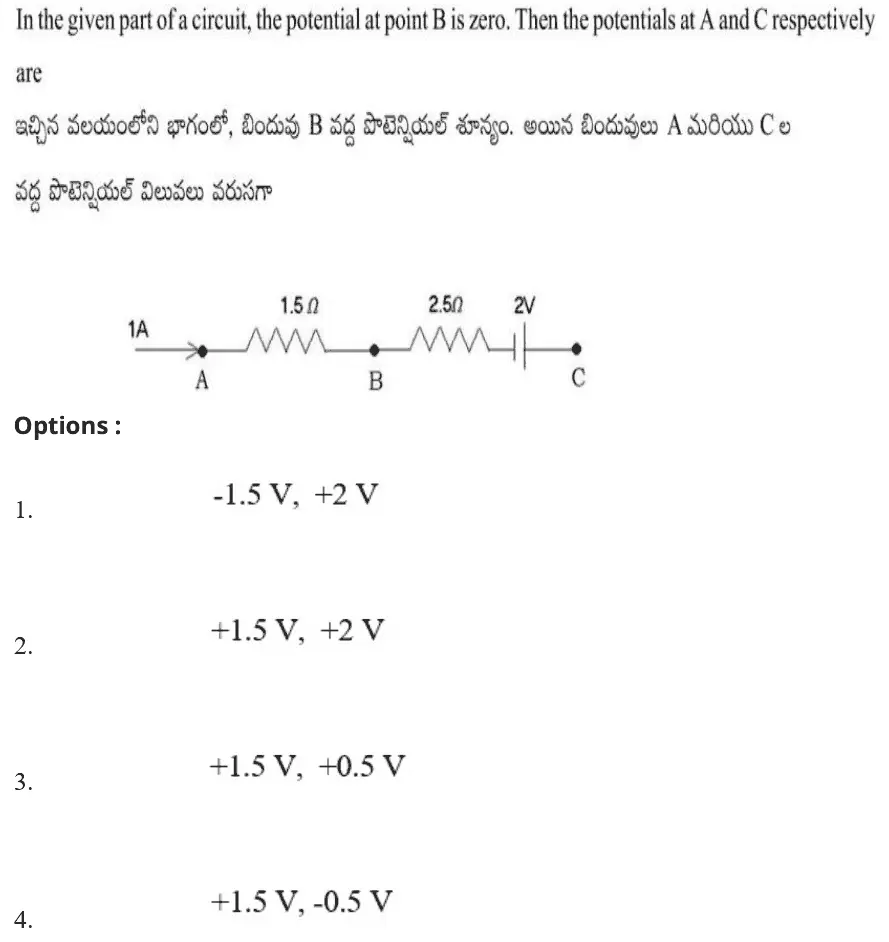 In the given part of a circuit, the potential at point B is zero. Then the potentials at A and C respectively
are
ఇచ్చిన వలయంలోని భాగంలో, బిందువు B వద్ద పొటెన్షియల్ శూన్యం. అయిన బిందువులు A మరియు C ల
వద్ద పొటెన్షియల్ విలువలు వరుసగా
1.5 Ω 2.5Ω 2V
1A
A B C
Options :
1. -1.5 V, +2 V
2. +1.5 V, +2 V
3. +1.5 V, +0.5 V
4. +1.5 V, -0.5 V